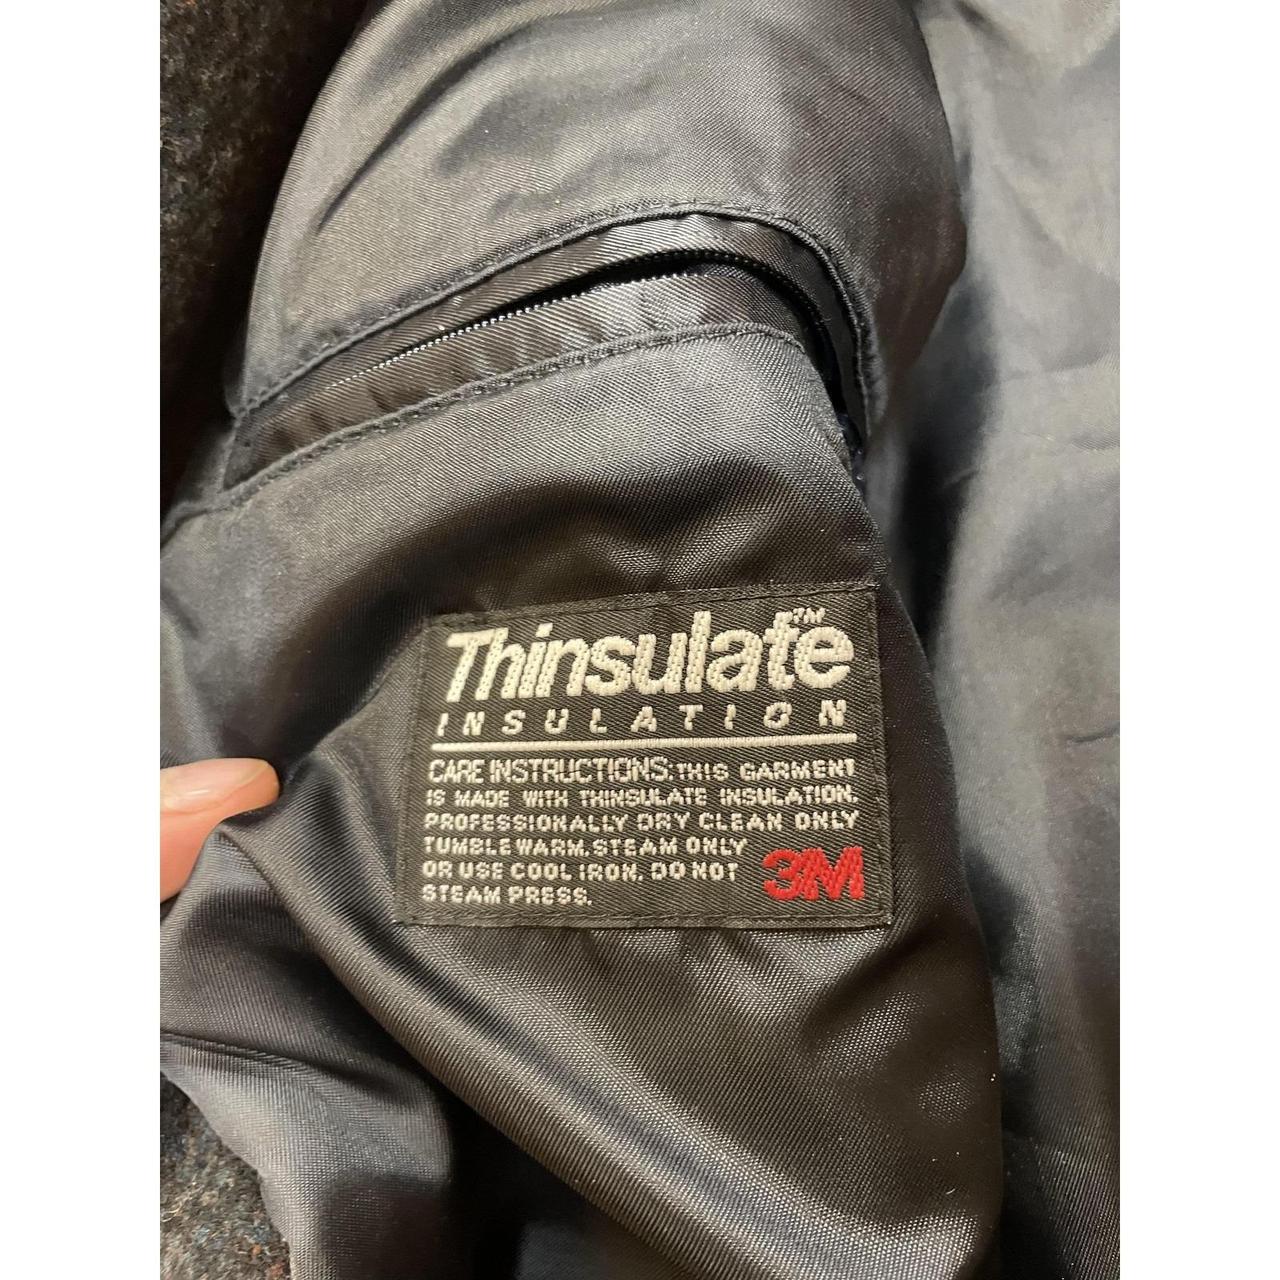 Thinsulate™
INSULATION
CARE INSTRUCTIONS: THIS GARMENT
IS MADE WITH THINSULATE INSULATION.
PROFESSIONALLY DRY CLEAN ONLY
TUMBLE WARM. STEAM ONLY
OR USE COOL IRON. DO NOT
STEAM PRESS.
3M